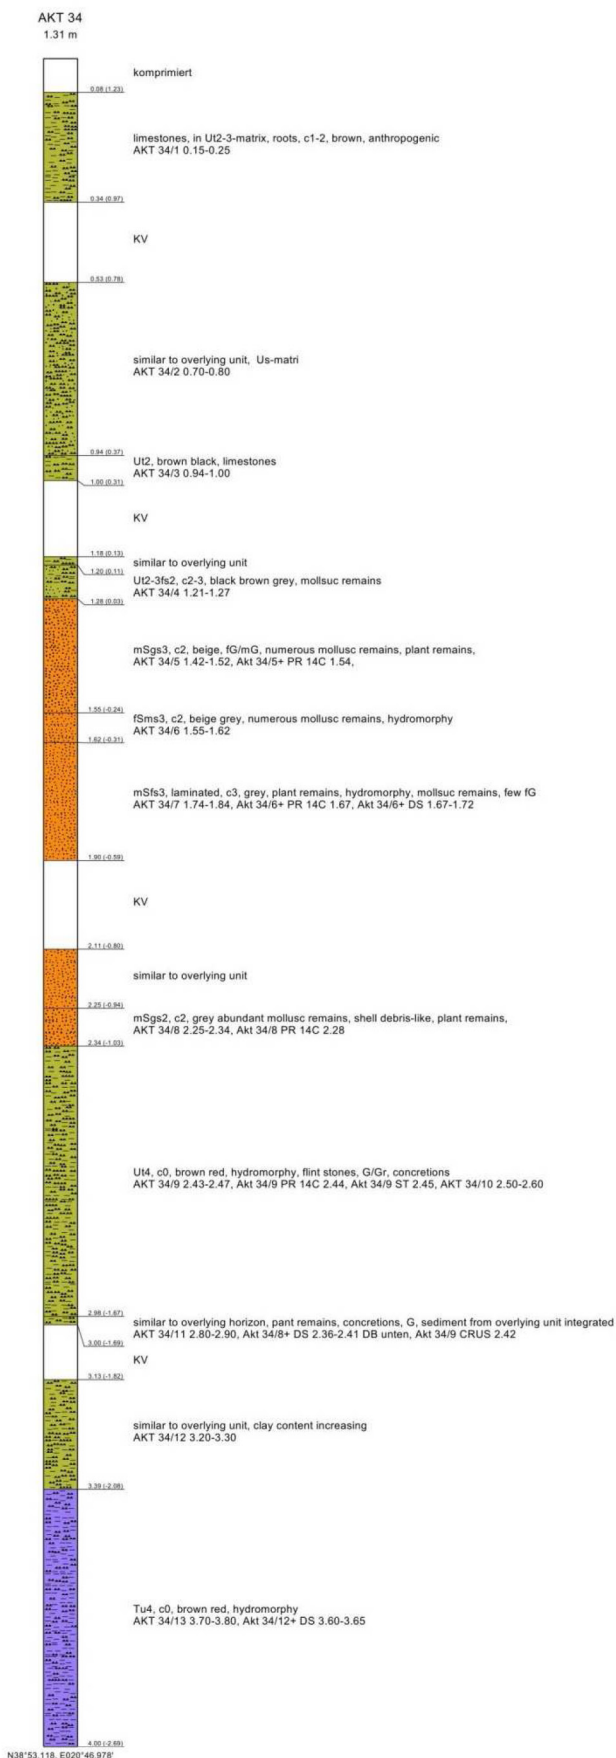 AKT 34
1.31 m
komprimiert
0.08 (1.23)
limestones, in Ut2-3-matrix, roots, c1-2, brown, anthropogenic
AKT 34/1 0.15-0.25
0.34 (0.97)
KV
0.53 (0.78)
similar to overlying unit, Us-matri
AKT 34/2 0.70-0.80
0.94 (0.37)
Ut2, brown black, limestones
AKT 34/3 0.94-1.00
1.00 (0.31)
KV
1.18 (0.13)
similar to overlying unit
1.20 (0.11)
Ut2-3fs2, c2-3, black brown grey, mollsuc remains
AKT 34/4 1.21-1.27
1.28 (0.03)
mSgs3, c2, beige, fG/mG, numerous mollusc remains, plant remains,
AKT 34/5 1.42-1.52, Akt 34/5+ PR 14C 1.54,
1.55 (-0.24)
fSms3, c2, beige grey, numerous mollusc remains, hydromorphy
AKT 34/6 1.55-1.62
1.62 (-0.31)
mSfs3, laminated, c3, grey, plant remains, hydromorphy, mollsuc remains, few fG
AKT 34/7 1.74-1.84, Akt 34/6+ PR 14C 1.67, Akt 34/6+ DS 1.67-1.72
1.90 (-0.59)
KV
2.11 (-0.80)
similar to overlying unit
2.25 (-0.94)
mSgs2, c2, grey abundant mollusc remains, shell debris-like, plant remains,
AKT 34/8 2.25-2.34, Akt 34/8 PR 14C 2.28
2.34 (-1.03)
Ut4, c0, brown red, hydromorphy, flint stones, G/Gr, concretions
AKT 34/9 2.43-2.47, Akt 34/9 PR 14C 2.44, Akt 34/9 ST 2.45, AKT 34/10 2.50-2.60
2.98 (-1.67)
similar to overlying horizon, pant remains, concretions, G, sediment from overlying unit integrated
AKT 34/11 2.80-2.90, Akt 34/8+ DS 2.36-2.41 DB unten, Akt 34/9 CRUS 2.42
3.00 (-1.69)
KV
3.13 (-1.82)
similar to overlying unit, clay content increasing
AKT 34/12 3.20-3.30
3.39 (-2.08)
Tu4, c0, brown red, hydromorphy
AKT 34/13 3.70-3.80, Akt 34/12+ DS 3.60-3.65
4.00 (-2.69)
N38°53.118, E020°46.978'